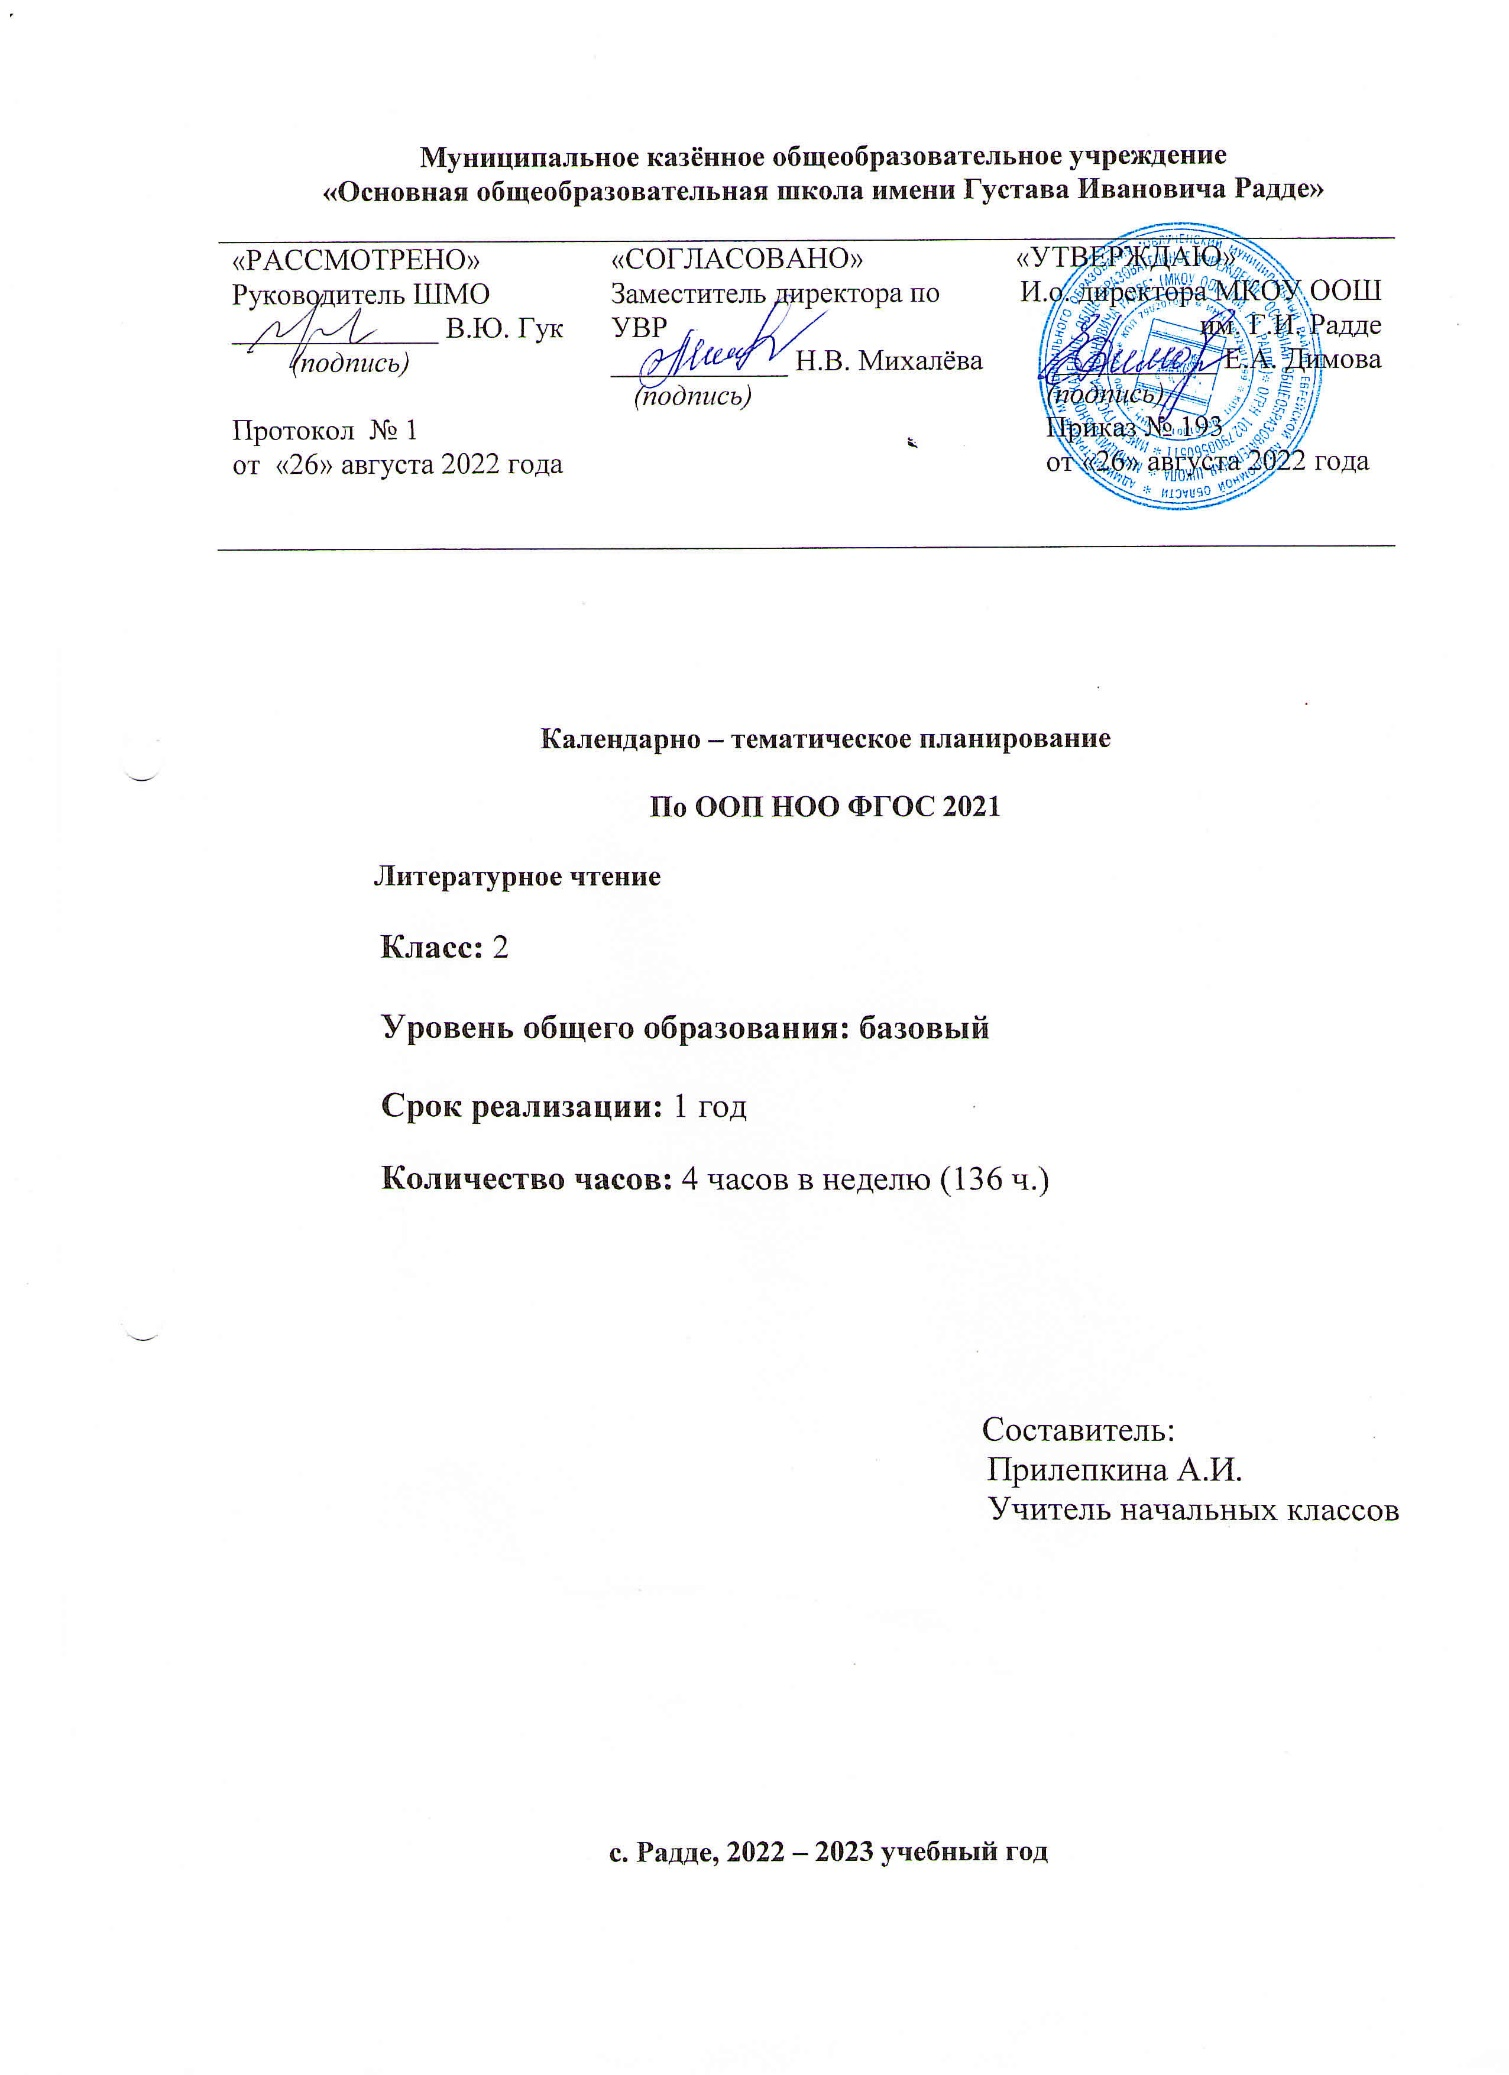 Муниципальное казённое общеобразовательное учреждение
«Основная общеобразовательная школа имени Густава Ивановича Радде»
«РАССМОТРЕНО»
Руководитель ШМО
_______________ В.Ю. Гук
(подпись)
Протокол № 1
от «26» августа 2022 года
«СОГЛАСОВАНО»
Заместитель директора по
УВР
_____________ Н.В. Михалёва
(подпись)
«УТВЕРЖДАЮ»
И.о. директора МКОУ ООШ
им. Г.И. Радде
_____________ Е.А. Димова
(подпись)
Приказ № 193
от «26» августа 2022 года
Календарно – тематическое планирование
По ООП НОО ФГОС 2021
Литературное чтение
Класс: 2
Уровень общего образования: базовый
Срок реализации: 1 год
Количество часов: 4 часов в неделю (136 ч.)
Составитель:
Прилепкина А.И.
Учитель начальных классов
с. Радде, 2022 – 2023 учебный год